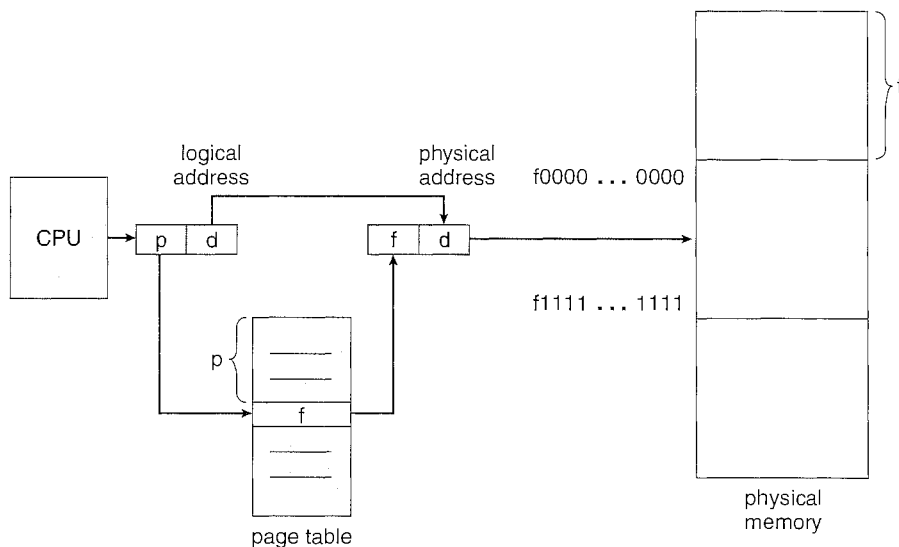 logical
address
physical
address
f0000 ... 0000
CPU
p
d
f
d
f1111 ... 1111
p
f
page table
physical
memory